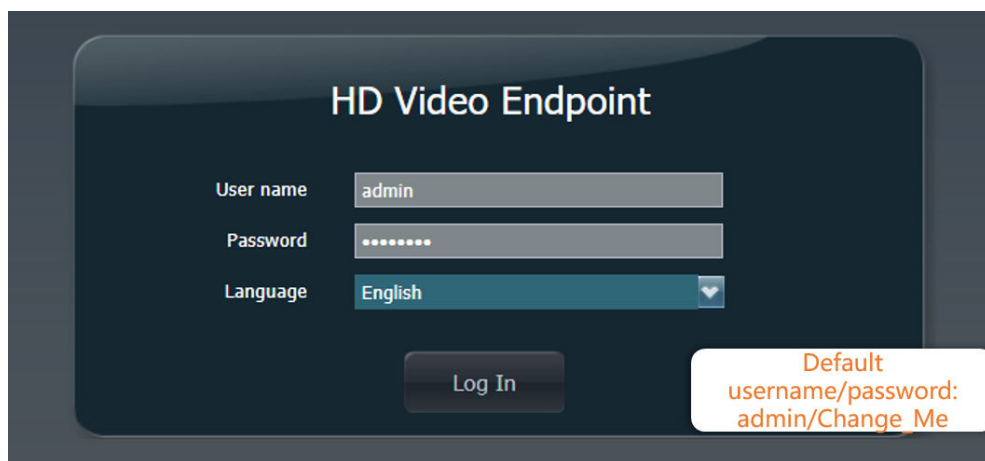 HD Video Endpoint
User name
admin
Password
••••••••
Language
English
Log In
Default
username/password:
admin/Change_Me